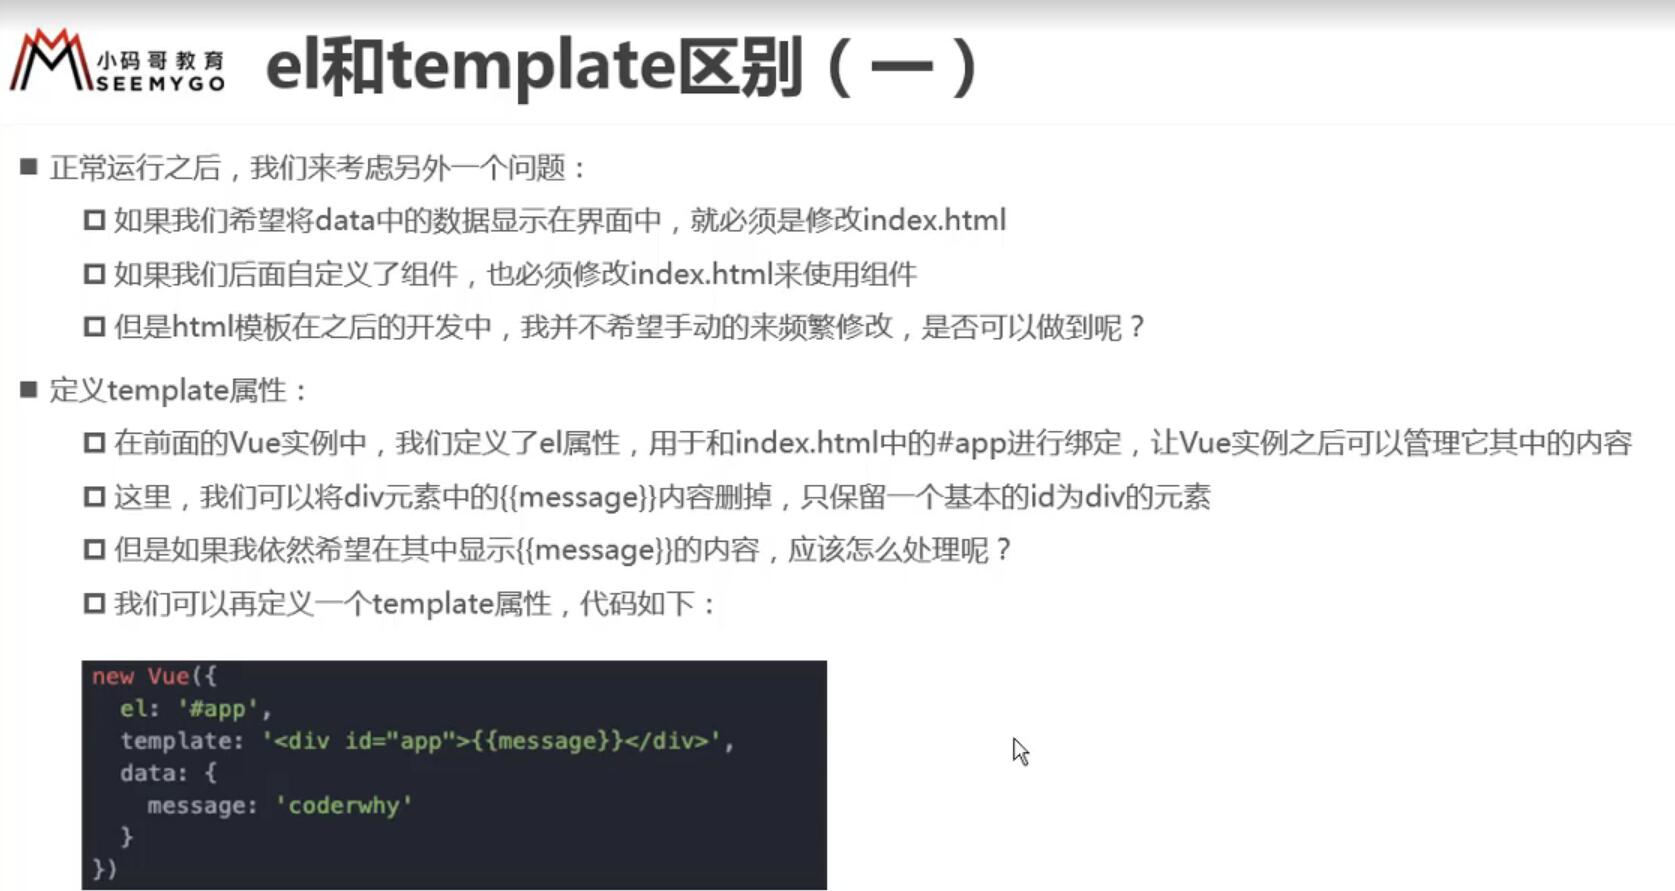 小码哥教育
SEEMYGO
el和template区别（一）
正常运行之后，我们来考虑另外一个问题：
如果我们希望将data中的数据显示在界面中，就必须是修改index.html
如果我们后面自定义了组件，也必须修改index.html来使用组件
但是html模板在之后的开发中，我并不希望手动的来频繁修改，是否可以做到呢？
定义template属性：
在前面的Vue实例中，我们定义了el属性，用于和index.html中的#app进行绑定，让Vue实例之后可以管理它其中的内容
这里，我们可以将div元素中的{{message}}内容删掉，只保留一个基本的id为div的元素
但是如果我依然希望在其中显示{{message}}的内容，应该怎么处理呢？
我们可以再定义一个template属性，代码如下：
new Vue({
  el: '#app',
  template: '<div id="app">{{message}}</div>',
  data: {
    message: 'coderwhy'
  }
})